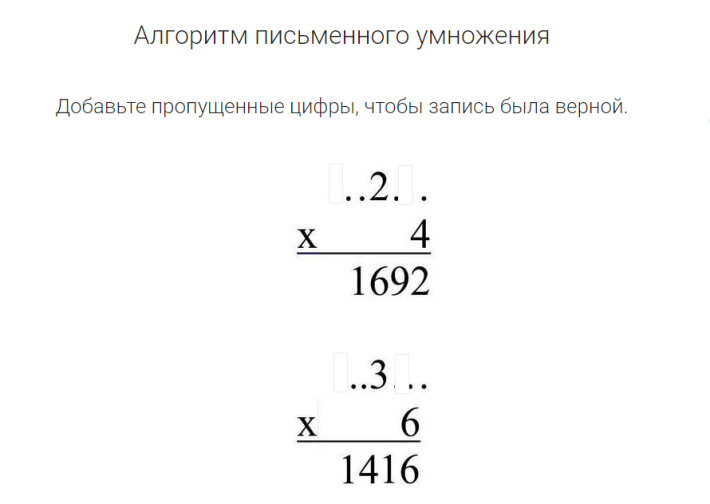 Алгоритм письменного умножения
Добавьте пропущенные цифры, чтобы запись была верной.
..2. .
x 4
1692
..3 ...
x 6
1416